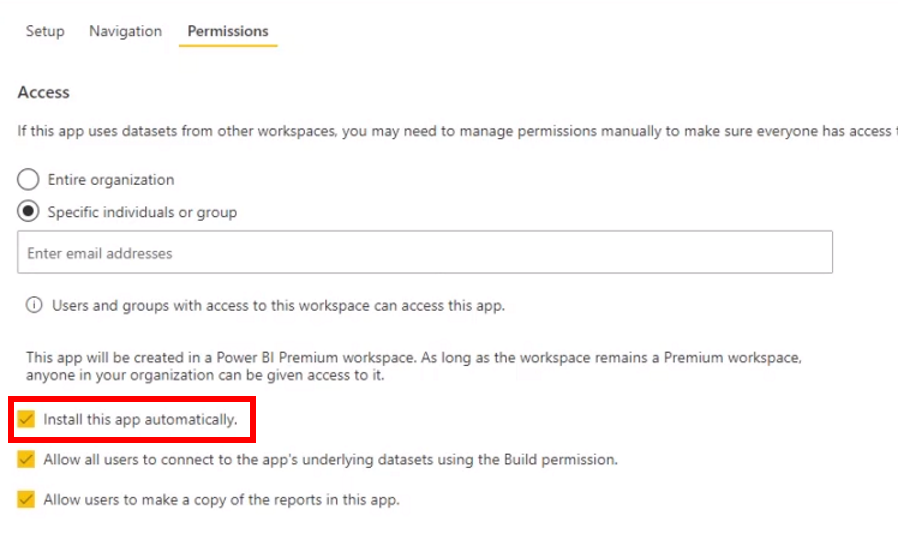 Setup Navigation Permissions
Access
If this app uses datasets from other workspaces, you may need to manage permissions manually to make sure everyone has access
Entire organization
Specific individuals or group
Enter email addresses
Users and groups with access to this workspace can access this app.
This app will be created in a Power BI Premium workspace. As long as the workspace remains a Premium workspace,
anyone in your organization can be given access to it.
Install this app automatically.
Allow all users to connect to the app's underlying datasets using the Build permission.
Allow users to make a copy of the reports in this app.